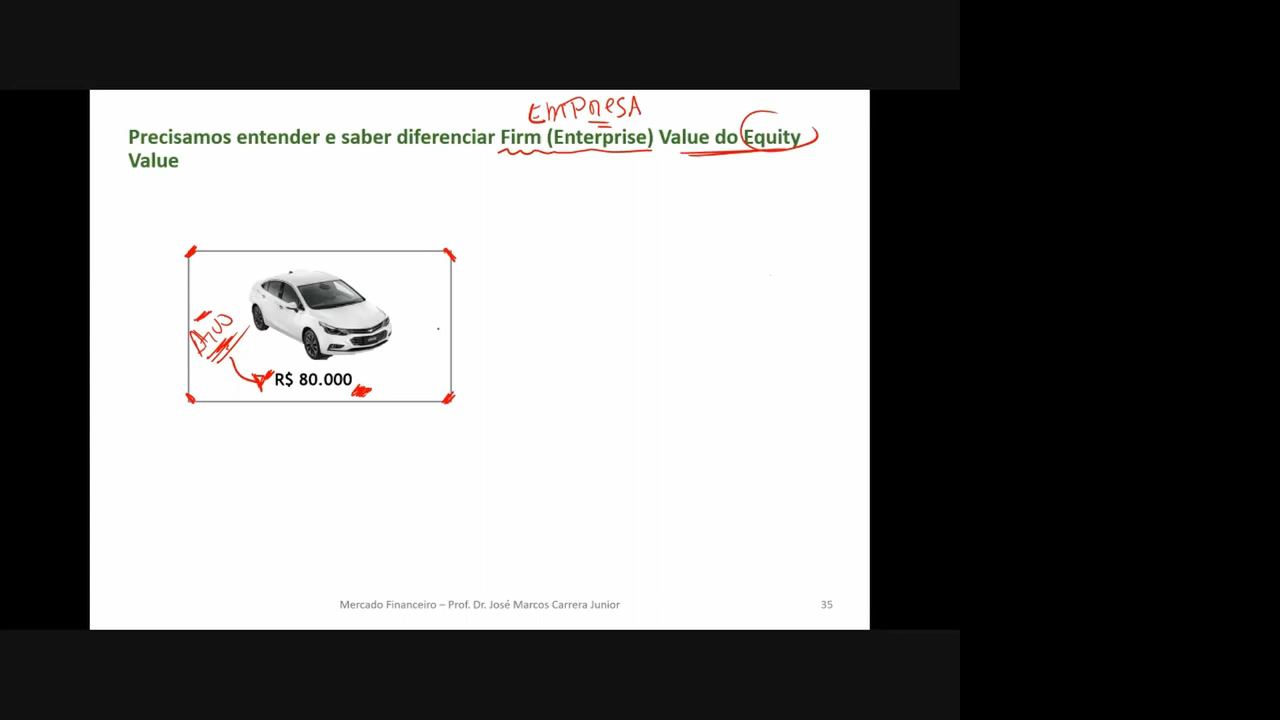 EMPRESA
Precisamos entender e saber diferenciar Firm (Enterprise) Value do Equity
Value
Ativo
R$ 80.000
Mercado Financeiro – Prof. Dr. José Marcos Carrera Junior
35